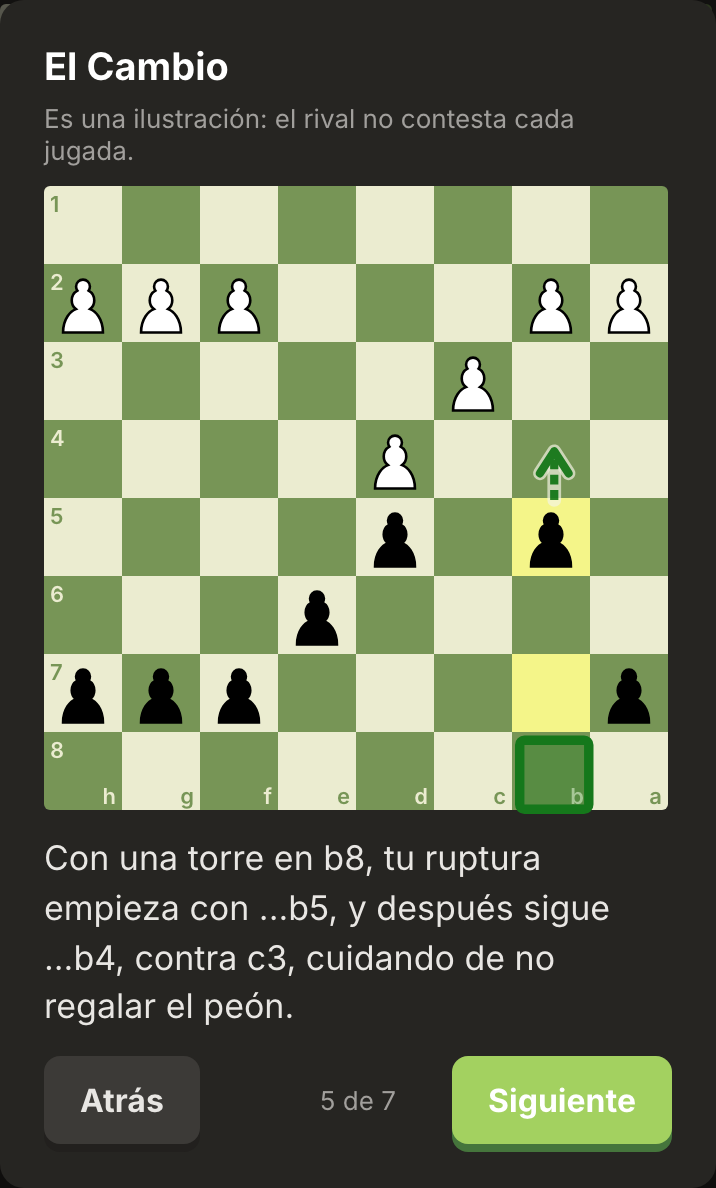 El Cambio
Es una ilustración: el rival no contesta cada
jugada.
1
2
3
4
5
6
7
8
h g f e d c b a
Con una torre en b8, tu ruptura
empieza con ...b5, y después sigue
...b4, contra c3, cuidando de no
regalar el peón.
Atrás 5 de 7 Siguiente